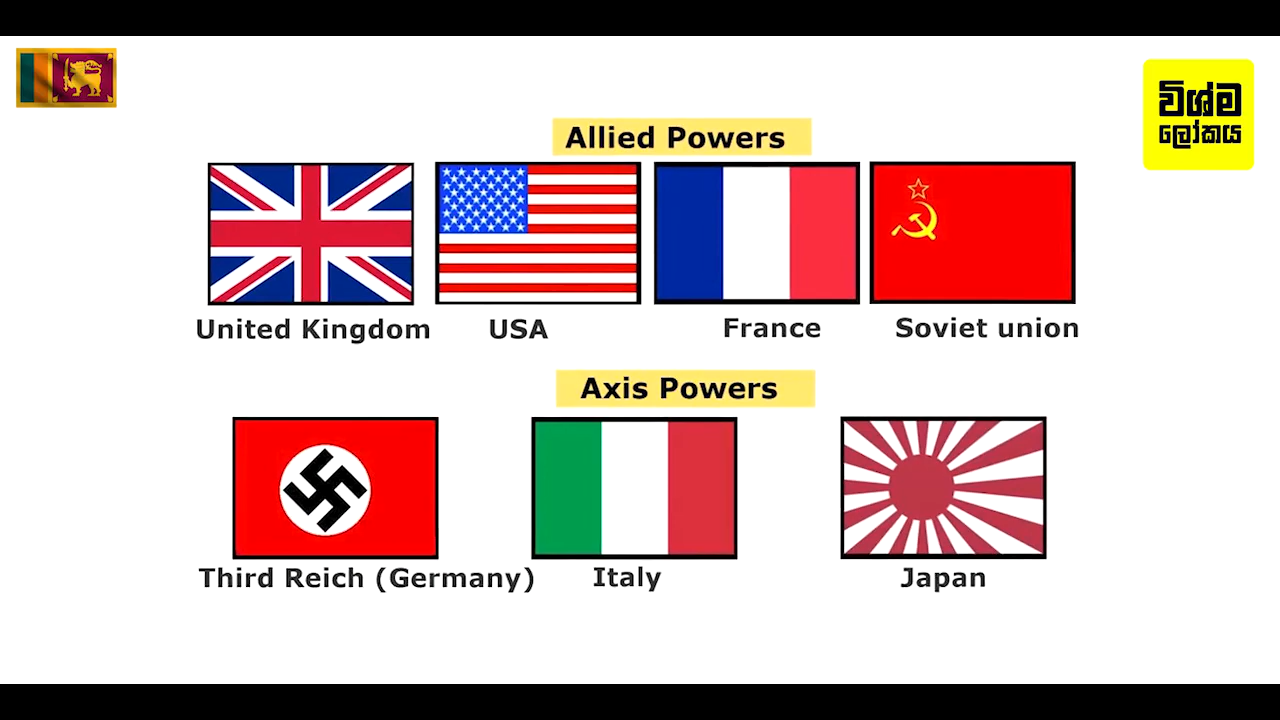 විශ්ම
ලෝකය
Allied Powers
United Kingdom
USA
France
Soviet union
Axis Powers
Third Reich (Germany)
Italy
Japan